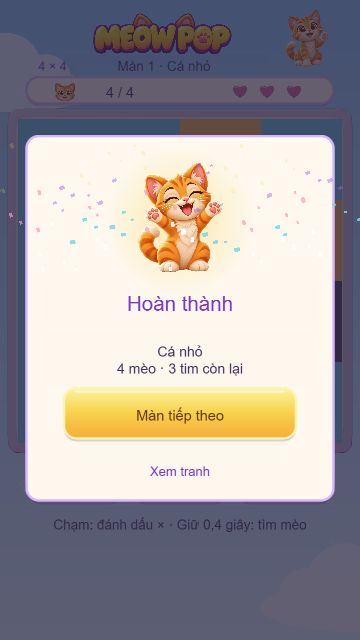 MEOW POP
4 × 4
Màn 1 · Cá nhỏ
4 / 4
Hoàn thành
Cá nhỏ
4 mèo · 3 tim còn lại
Màn tiếp theo
Xem tranh
Chạm: đánh dấu × · Giữ 0,4 giây: tìm mèo